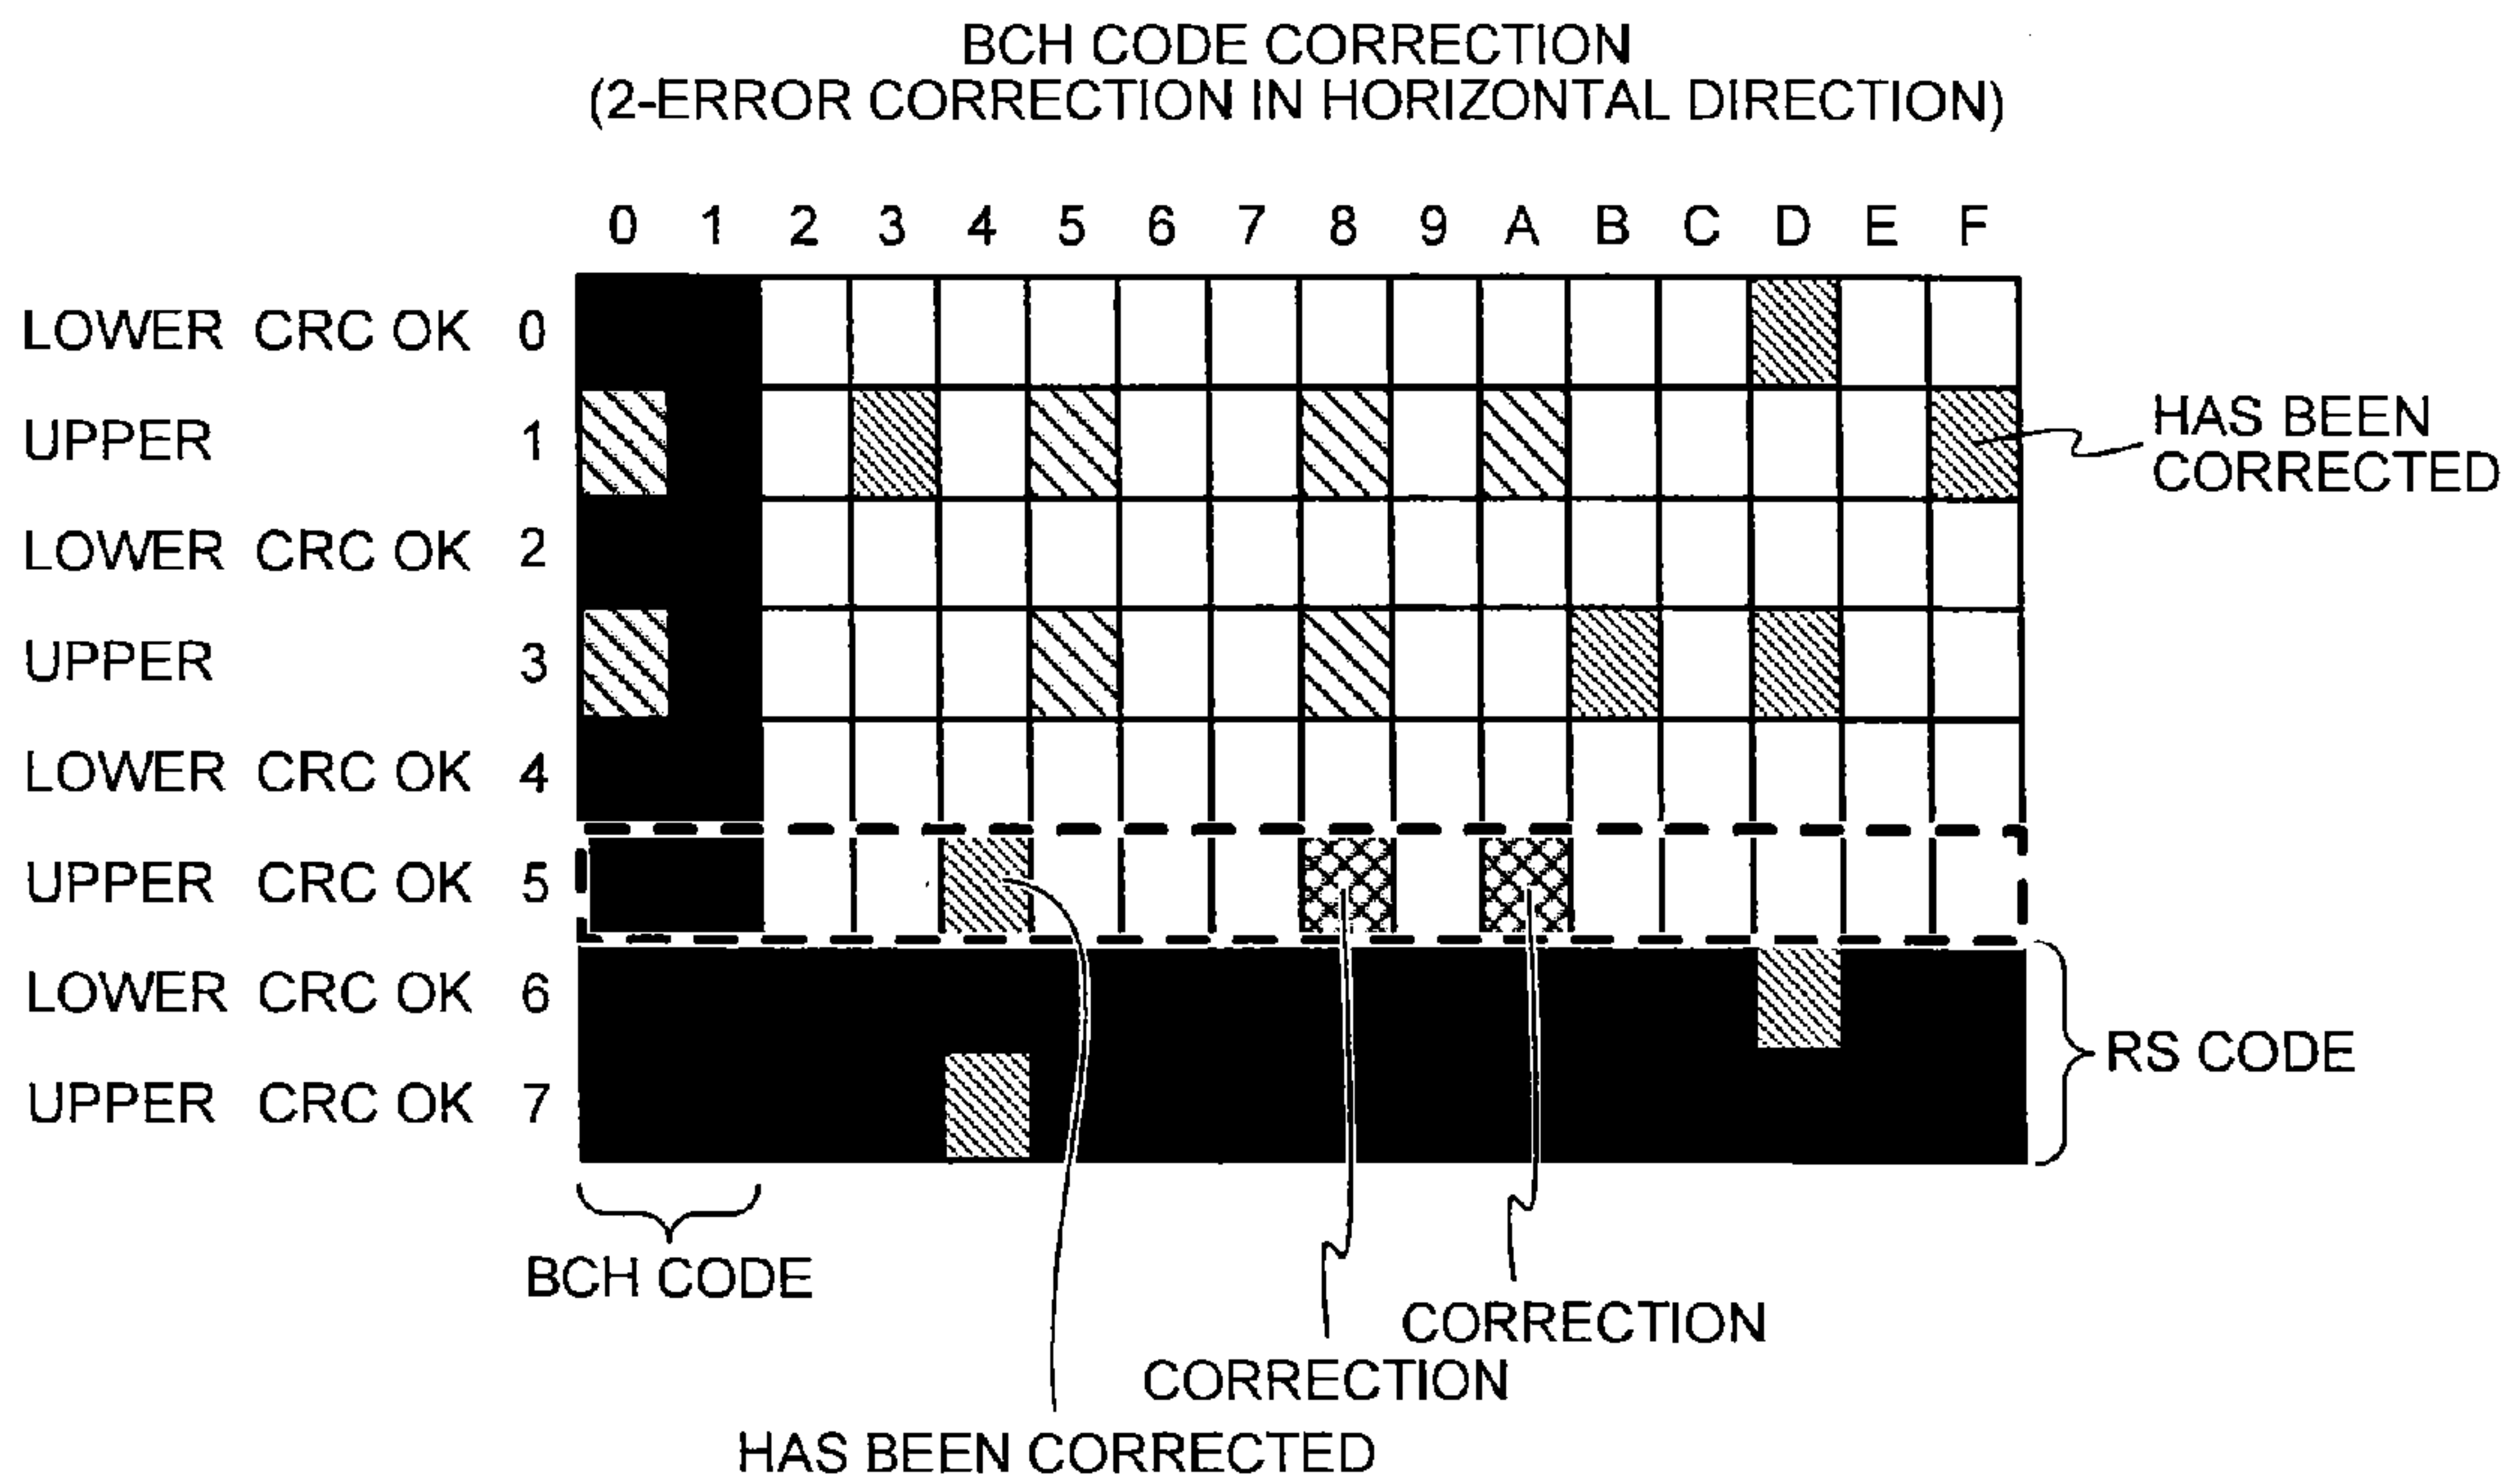 BCH CODE CORRECTION
(2-ERROR CORRECTION IN HORIZONTAL DIRECTION)
0 1 2 3 4 5 6 7 8 9 A B C D E F
LOWER CRC OK 0
UPPER 1
HAS BEEN
CORRECTED
LOWER CRC OK 2
UPPER 3
LOWER CRC OK 4
UPPER CRC OK 5
LOWER CRC OK 6
RS CODE
UPPER CRC OK 7
BCH CODE
CORRECTION
CORRECTION
HAS BEEN CORRECTED